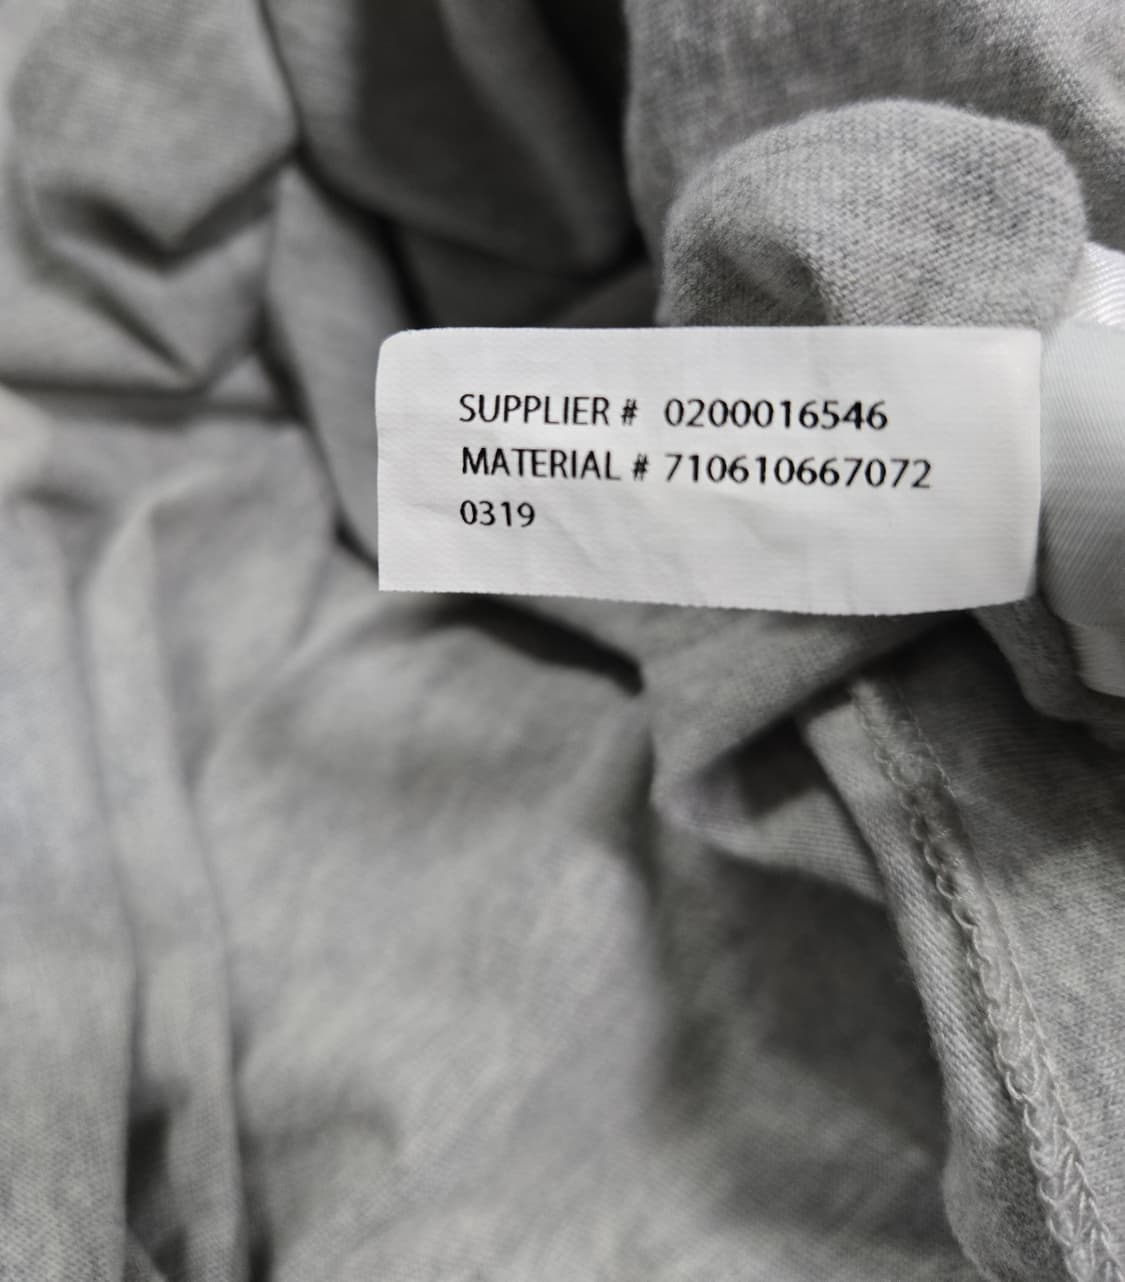 SUPPLIER # 0200016546
MATERIAL # 710610667072
0319